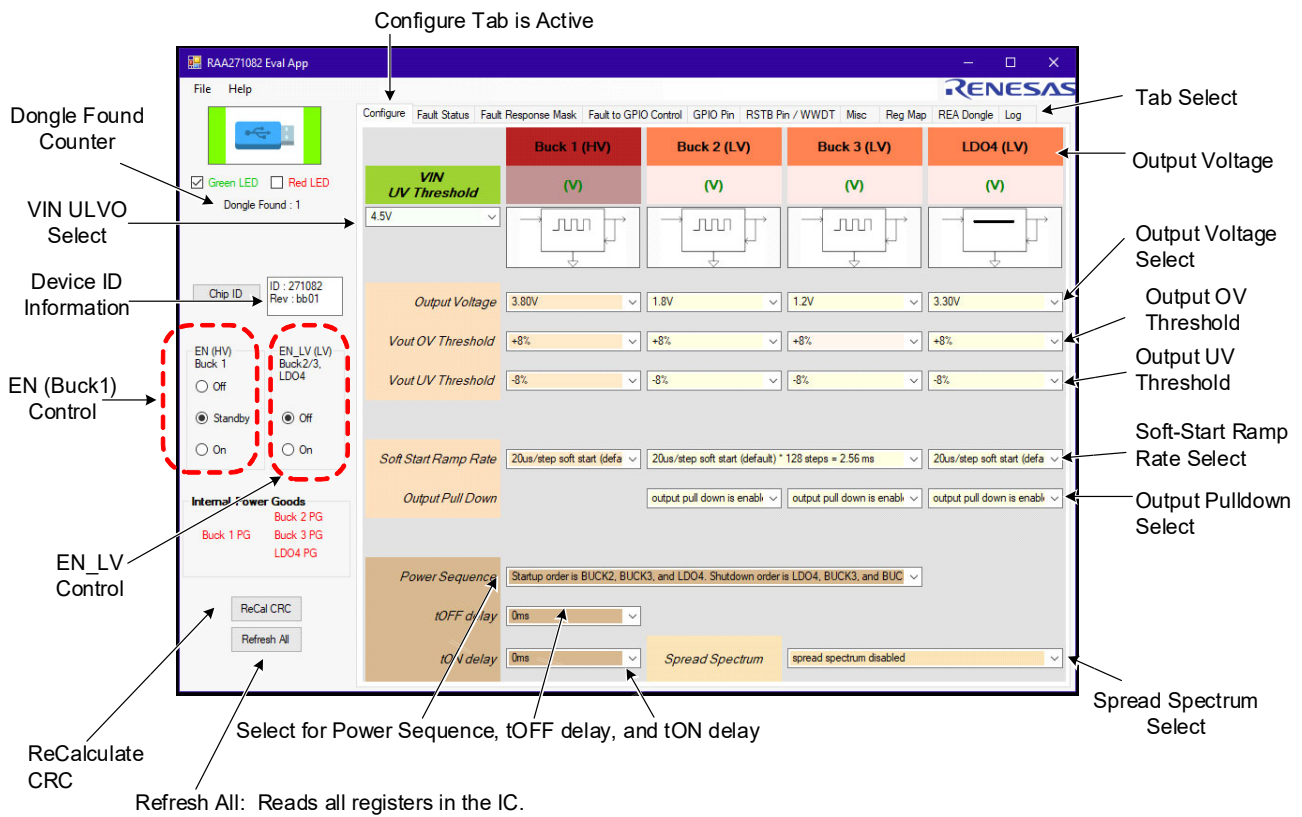 Configure Tab is Active
RAA271082 Eval App
File Help
RENESAS
Configure Fault Status Fault Response Mask Fault to GPIO Control GPIO Pin RSTB Pin / WWDT Misc Reg Map REA Dongle Log
Tab Select
Dongle Found
Counter
Green LED Red LED
Dongle Found : 1
Buck 1 (HV) Buck 2 (LV) Buck 3 (LV) LDO4 (LV)
Output Voltage
VIN
UV Threshold
(V) (V) (V) (V)
VIN ULVO
Select
4.5V
Output Voltage
Select
Device ID
Information
Chip ID
ID : 271082
Rev : bb01
Output Voltage 3.80V 1.8V 1.2V 3.30V
Output OV
Threshold
Vout OV Threshold +8% +8% +8% +8%
Output UV
Threshold
Vout UV Threshold -8% -8% -8% -8%
EN (Buck1)
Control
EN (HV)
Buck 1
Off
Standby
On
EN_LV (LV)
Buck2/3,
LDO4
Off
On
Soft-Start Ramp
Rate Select
Soft Start Ramp Rate 20us/step soft start (defa 20us/step soft start (default) * 128 steps = 2.56 ms 20us/step soft start (defa
Output Pull Down output pull down is enabl output pull down is enabl output pull down is enabl
Output Pulldown
Select
Internal Power Goods
Buck 1 PG
Buck 2 PG
Buck 3 PG
LDO4 PG
EN_LV
Control
Power Sequence Startup order is BUCK2, BUCK3, and LDO4. Shutdown order is LDO4, BUCK3, and BUC
ReCal CRC
Refresh All
tOFF delay 0ms
tON delay 0ms Spread Spectrum spread spectrum disabled
Spread Spectrum
Select
Select for Power Sequence, tOFF delay, and tON delay
ReCalculate
CRC
Refresh All: Reads all registers in the IC.